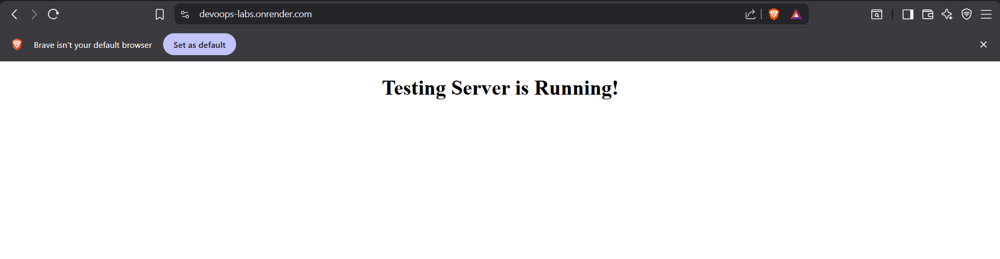 devoops-labs.onrender.com
Brave isn't your default browser
Set as default
Testing Server is Running!